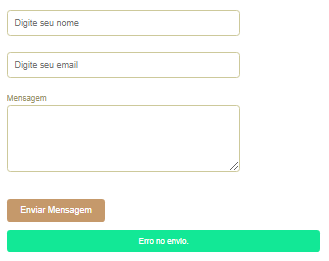 Digite seu nome
Digite seu email
Mensagem
Enviar Mensagem
Erro no envio.